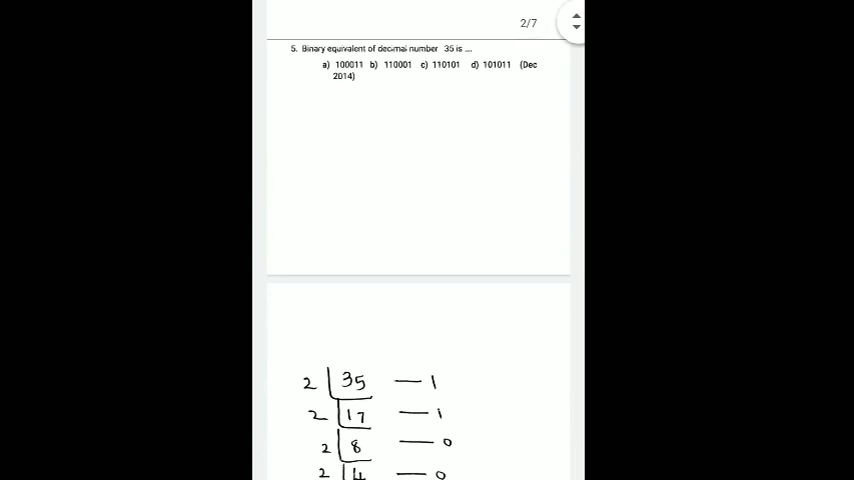 2/7
5. Binary equivalent of decimal number 35 is ...
a) 100011 b) 110001 c) 110101 d) 101011 (Dec
2014)
2 35 — 1
2 17 — 1
2 8 — 0
2 4 — 0